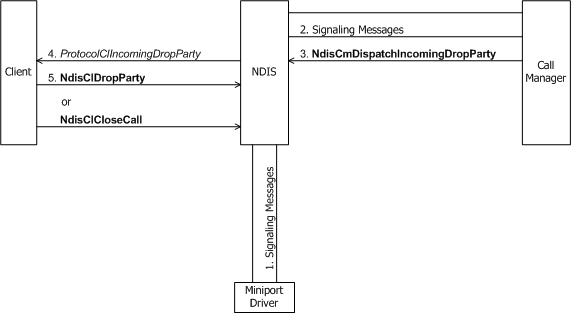 2. Signaling Messages
4. ProtocolClIncomingDropParty
3. NdisCmDispatchIncomingDropParty
Client
NDIS
Call
Manager
5. NdisClDropParty
or
NdisClCloseCall
1. Signaling Messages
Miniport
Driver